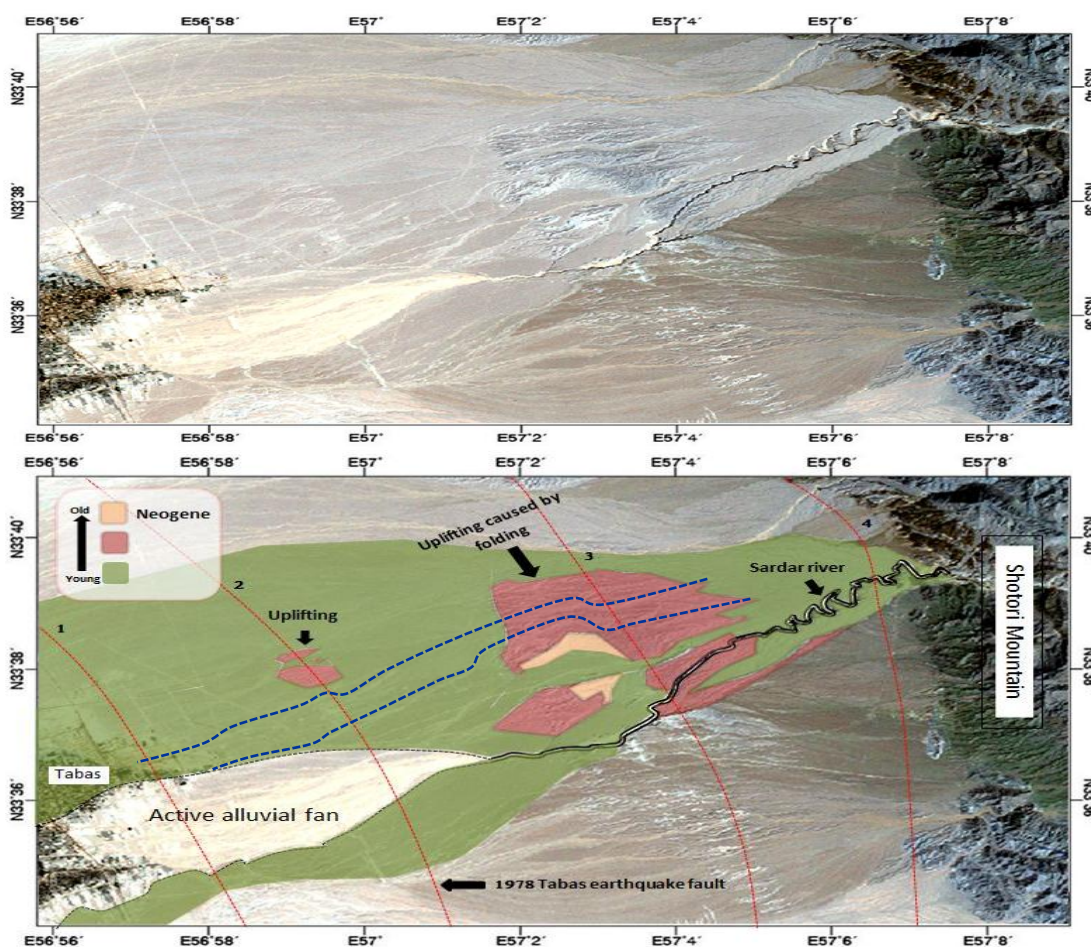 E56°56′ E56°58′ E57° E57°2′ E57°4′ E57°6′ E57°8′
N33°40′
N33°38′
N33°36′
E56°56′ E56°58′ E57° E57°2′ E57°4′ E57°6′ E57°8′
Old
Young
Neogene
Uplifting caused by
folding
N33°40′
4
3
2
Sardar river
Uplifting
1
Shotori Mountain
N33°38′
Tabas
N33°36′
Active alluvial fan
1978 Tabas earthquake fault
E56°56′ E56°58′ E57° E57°2′ E57°4′ E57°6′ E57°8′